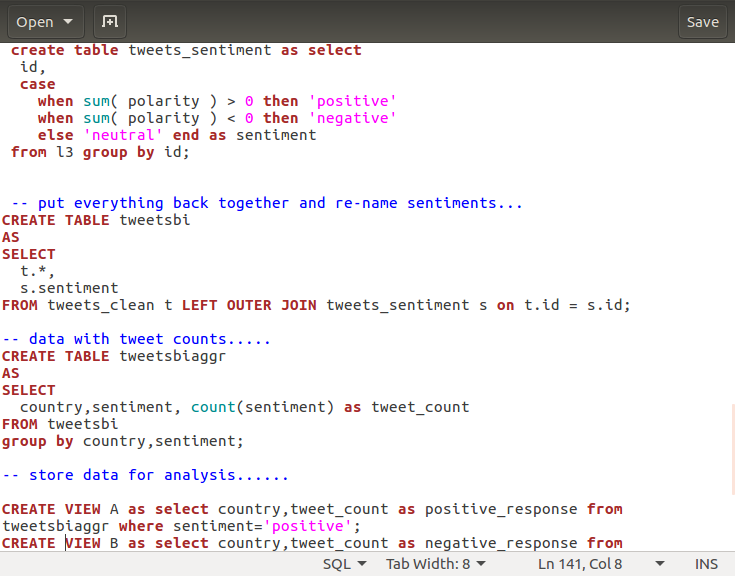 Open
Save
create table tweets_sentiment as select
id,
case
when sum( polarity ) > 0 then 'positive'
when sum( polarity ) < 0 then 'negative'
else 'neutral' end as sentiment
from l3 group by id;
-- put everything back together and re-name sentiments...
CREATE TABLE tweetsbi
AS
SELECT
t.*,
s.sentiment
FROM tweets_clean t LEFT OUTER JOIN tweets_sentiment s on t.id = s.id;
-- data with tweet counts.....
CREATE TABLE tweetsbiaggr
AS
SELECT
country,sentiment, count(sentiment) as tweet_count
FROM tweetsbi
group by country,sentiment;
-- store data for analysis......
CREATE VIEW A as select country,tweet_count as positive_response from
tweetsbiaggr where sentiment='positive';
CREATE VIEW B as select country,tweet_count as negative_response from
SQL Tab Width: 8 Ln 141, Col 8 INS